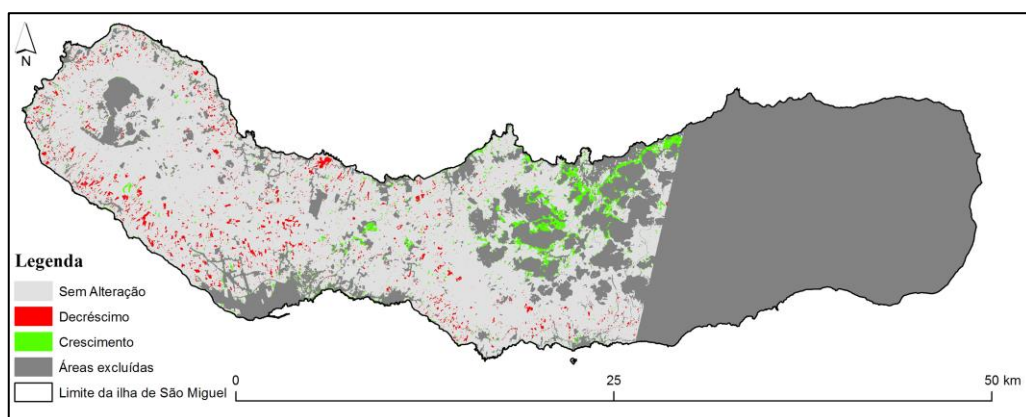 N
Legenda
Sem Alteração
Decréscimo
Crescimento
Áreas excluídas
Limite da ilha de São Miguel
0 25 50 km